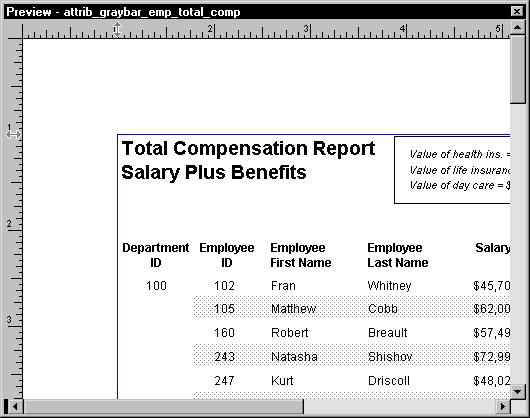 Preview - attrib_graybar_emp_total_comp
1 2 3 4 5
1
2
3
Total Compensation Report
Salary Plus Benefits
Value of health ins. =
Value of life insuranc
Value of day care = $
Department ID Employee ID Employee First Name Employee Last Name Salary
100 102 Fran Whitney $45,70
105 Matthew Cobb $62,00
160 Robert Breault $57,49
243 Natasha Shishov $72,99
247 Kurt Driscoll $48,02